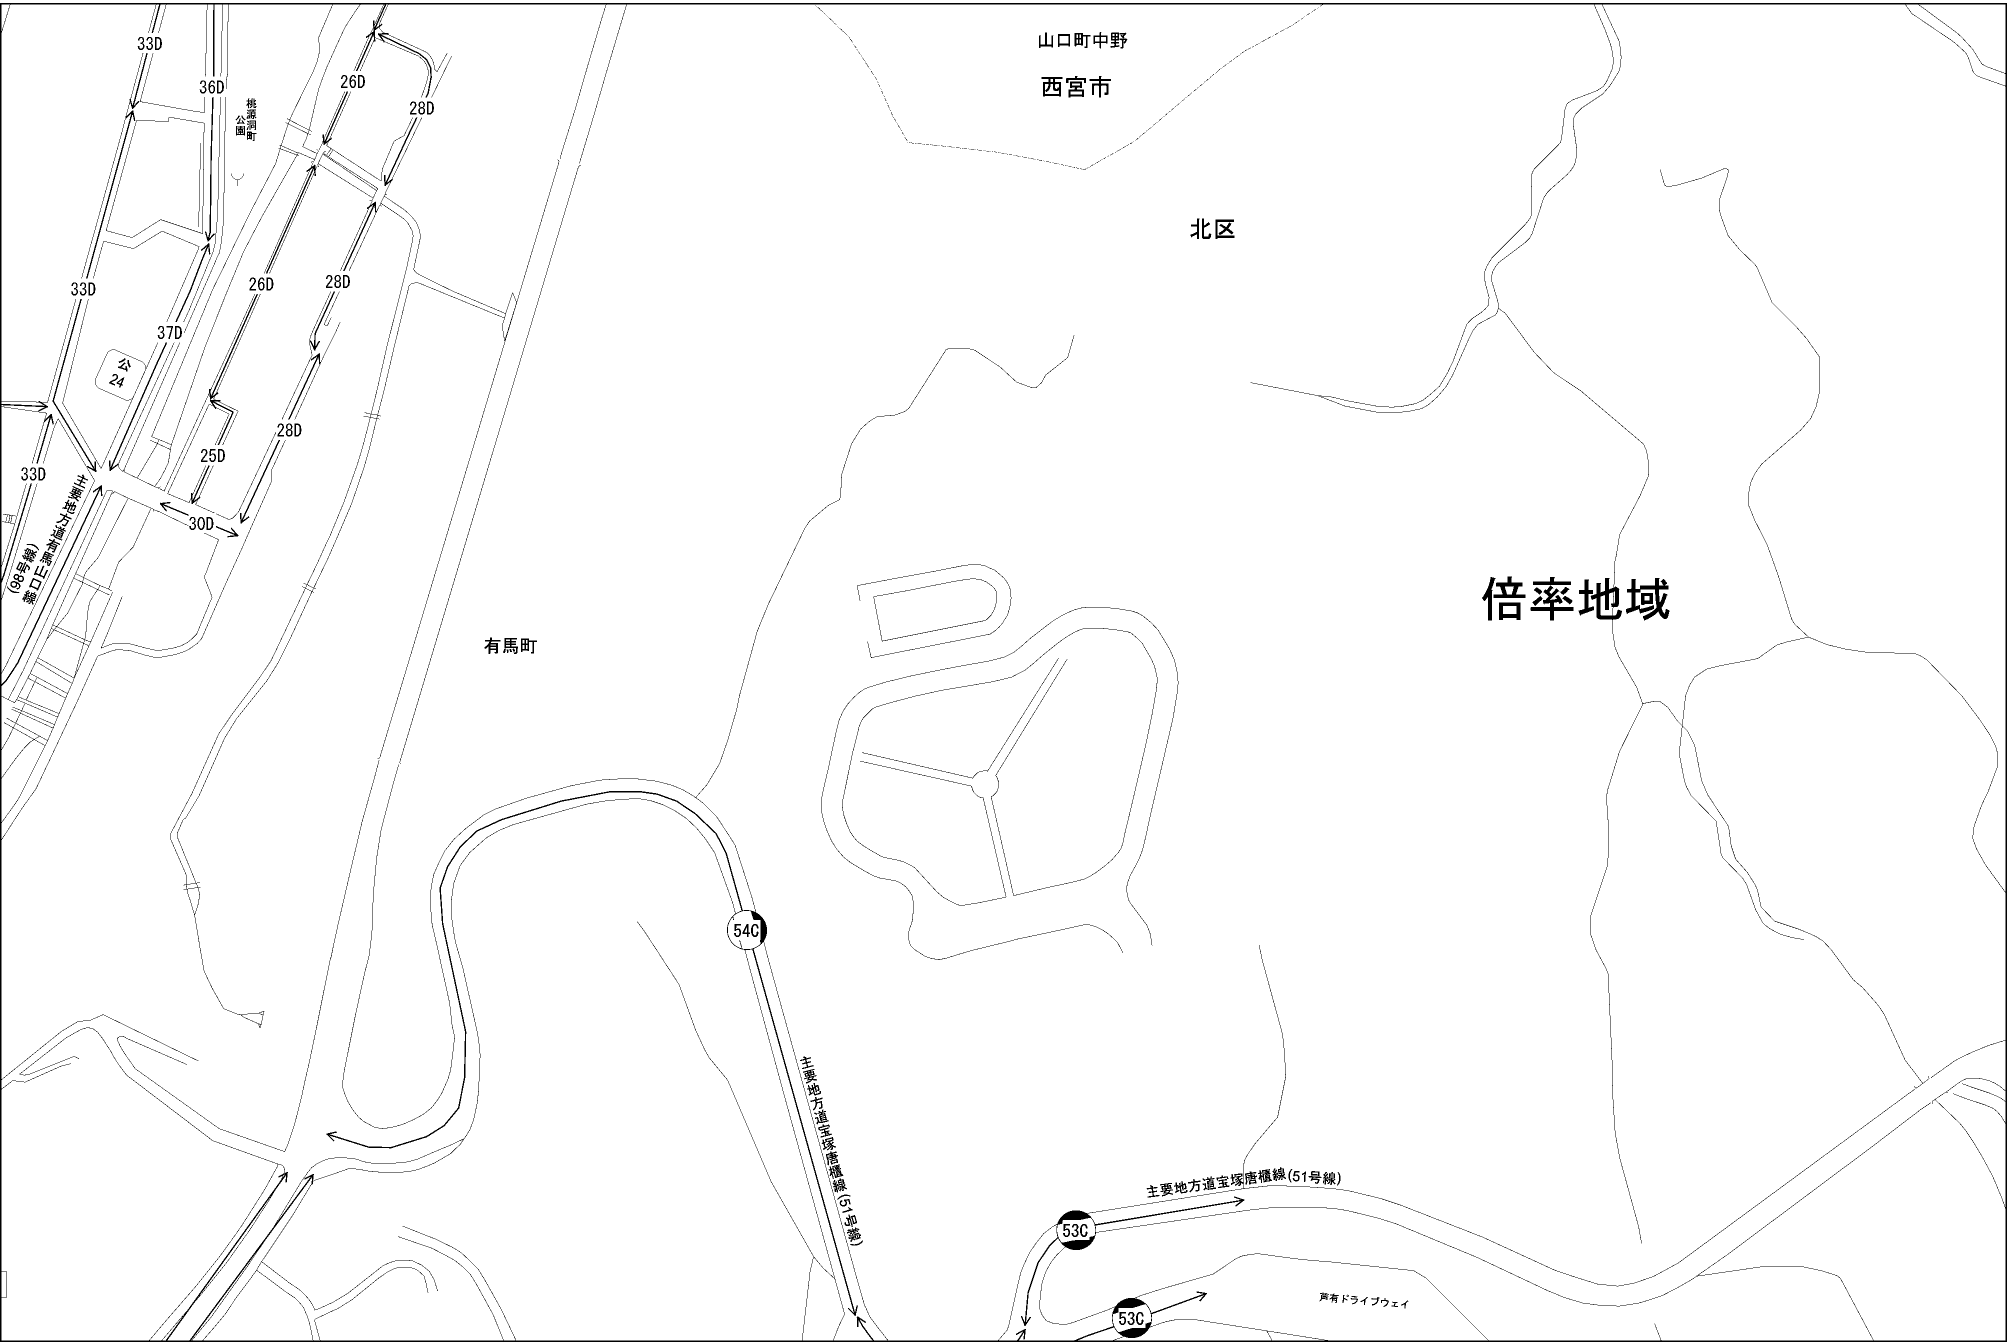 33D
36D
桃源洞町
公園
26D
28D
山口町中野
西宮市
北区
33D
26D
28D
37D
公
24
28D
25D
33D
30D
主要地方道有馬山口線
(98号線)
倍率地域
有馬町
54C
主要地方道宝塚唐櫃線(51号線)
主要地方道宝塚唐櫃線(51号線)
53C
53C
芦有ドライブウェイ